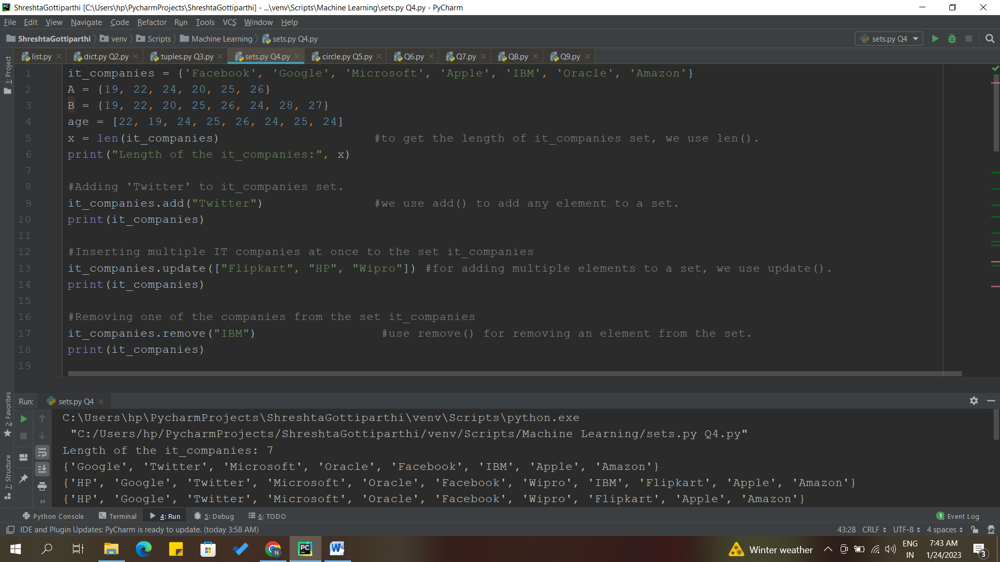 ShreshtaGottiparthi [C:\Users\hp\PycharmProjects\ShreshtaGottiparthi] - ...\venv\Scripts\Machine Learning\sets.py Q4.py - PyCharm
File Edit View Navigate Code Refactor Run Tools VCS Window Help
ShreshtaGottiparthi venv Scripts Machine Learning sets.py Q4.py sets.py Q4
list.py dict.py Q2.py tuples.py Q3.py sets.py Q4.py circle.py Q5.py Q6.py Q7.py Q8.py Q9.py
1: Project
1 it_companies = {'Facebook', 'Google', 'Microsoft', 'Apple', 'IBM', 'Oracle', 'Amazon'}
2 A = {19, 22, 24, 20, 25, 26}
3 B = {19, 22, 20, 25, 26, 24, 28, 27}
4 age = [22, 19, 24, 25, 26, 24, 25, 24]
5 x = len(it_companies) #to get the length of it_companies set, we use len().
6 print("Length of the it_companies:", x)
7
8 #Adding 'Twitter' to it_companies set.
9 it_companies.add("Twitter") #we use add() to add any element to a set.
10 print(it_companies)
11
12 #Inserting multiple IT companies at once to the set it_companies
13 it_companies.update(["Flipkart", "HP", "Wipro"]) #for adding multiple elements to a set, we use update().
14 print(it_companies)
15
16 #Removing one of the companies from the set it_companies
17 it_companies.remove("IBM") #use remove() for removing an element from the set.
18 print(it_companies)
19
2: Favorites
7: Structure
Run: sets.py Q4
C:\Users\hp\PycharmProjects\ShreshtaGottiparthi\venv\Scripts\python.exe
"C:/Users/hp/PycharmProjects/ShreshtaGottiparthi/venv/Scripts/Machine Learning/sets.py Q4.py"
Length of the it_companies: 7
{'Google', 'Twitter', 'Microsoft', 'Oracle', 'Facebook', 'IBM', 'Apple', 'Amazon'}
{'HP', 'Google', 'Twitter', 'Microsoft', 'Oracle', 'Facebook', 'Wipro', 'IBM', 'Flipkart', 'Apple', 'Amazon'}
{'HP', 'Google', 'Twitter', 'Microsoft', 'Oracle', 'Facebook', 'Wipro', 'Flipkart', 'Apple', 'Amazon'}
Python Console Terminal 4: Run 5: Debug 6: TODO 1 Event Log
IDE and Plugin Updates: PyCharm is ready to update. (today 3:58 AM) 43:28 CRLF UTF-8 4 spaces
Winter weather
ENG
IN
7:43 AM
1/24/2023
3